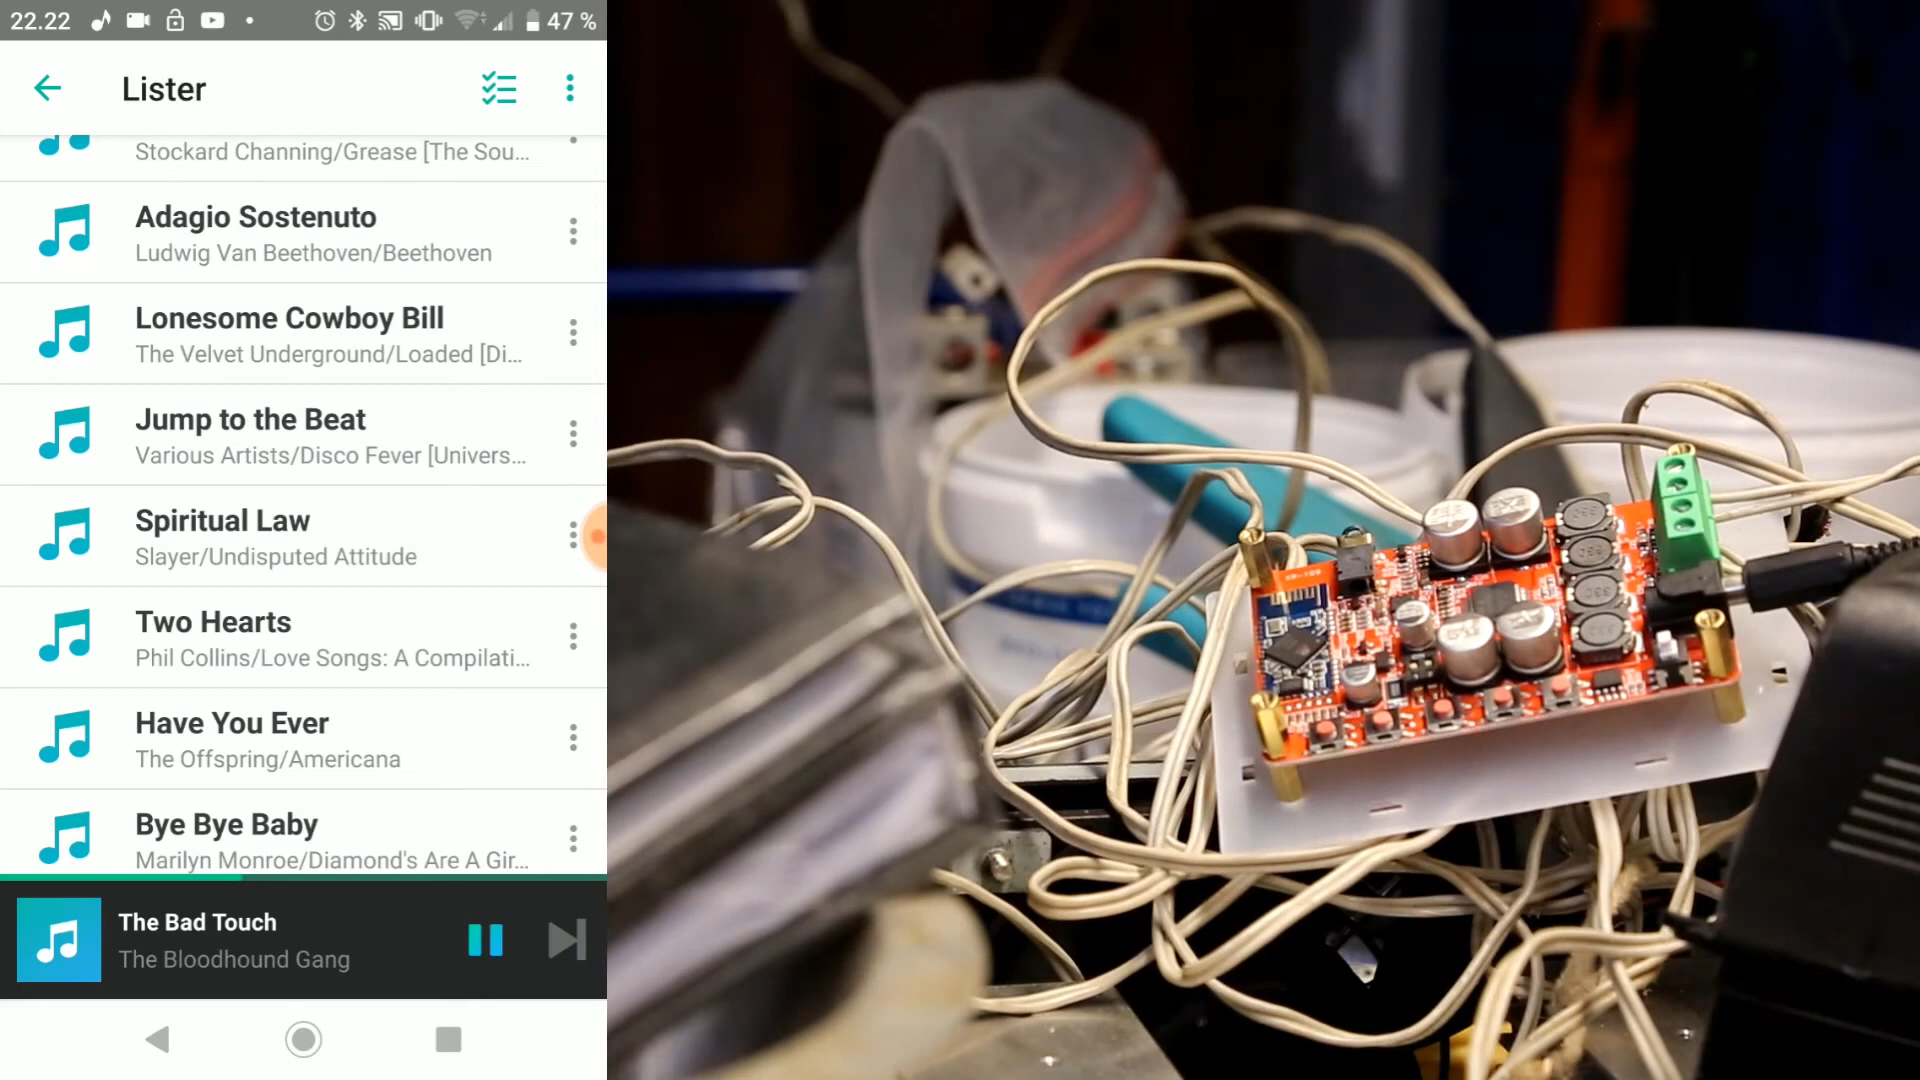 22.22
47 %
Lister
Stockard Channing/Grease [The Sou...
Adagio Sostenuto
Ludwig Van Beethoven/Beethoven
Lonesome Cowboy Bill
The Velvet Underground/Loaded [Di...
Jump to the Beat
Various Artists/Disco Fever [Univers...
Spiritual Law
Slayer/Undisputed Attitude
Two Hearts
Phil Collins/Love Songs: A Compilati...
Have You Ever
The Offspring/Americana
Bye Bye Baby
Marilyn Monroe/Diamond's Are A Gir...
The Bad Touch
The Bloodhound Gang